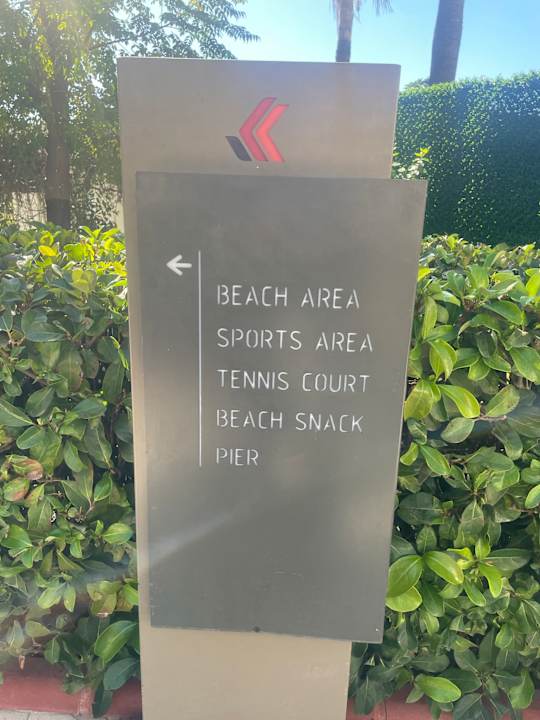 BEACH AREA
SPORTS AREA
TENNIS COURT
BEACH SNACK
PIER